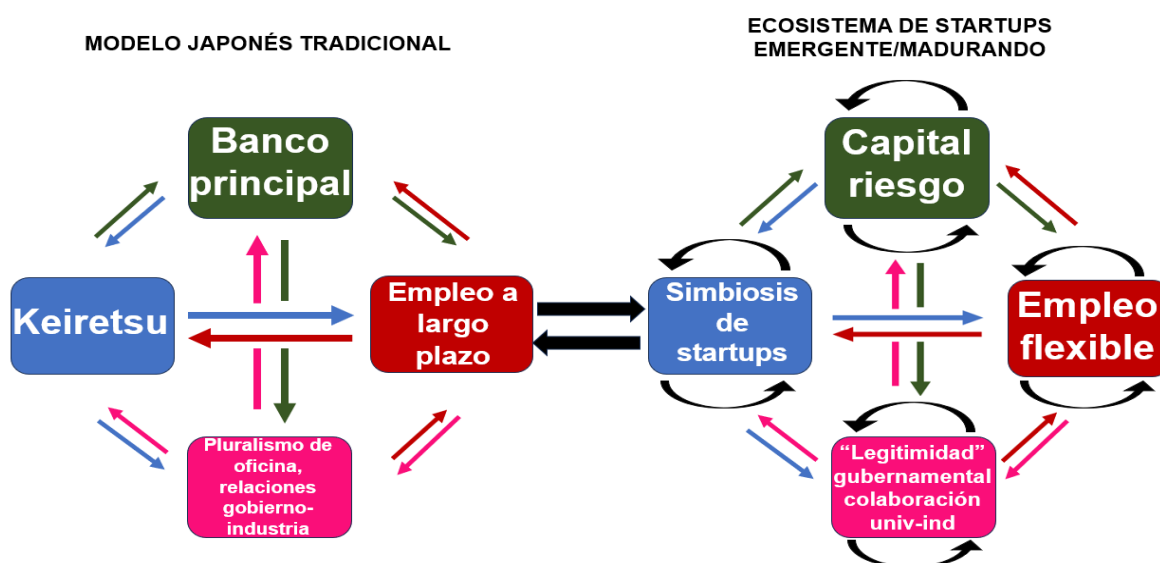 MODELO JAPONÉS TRADICIONAL
ECOSISTEMA DE STARTUPS
EMERGENTE/MADURANDO
Banco
principal
Keiretsu
Empleo a
largo
plazo
Pluralismo de
oficina,
relaciones
gobierno-
industria
Capital
riesgo
Simbiosis
de
startups
Empleo
flexible
“Legitimidad”
gubernamental
colaboración
univ-ind